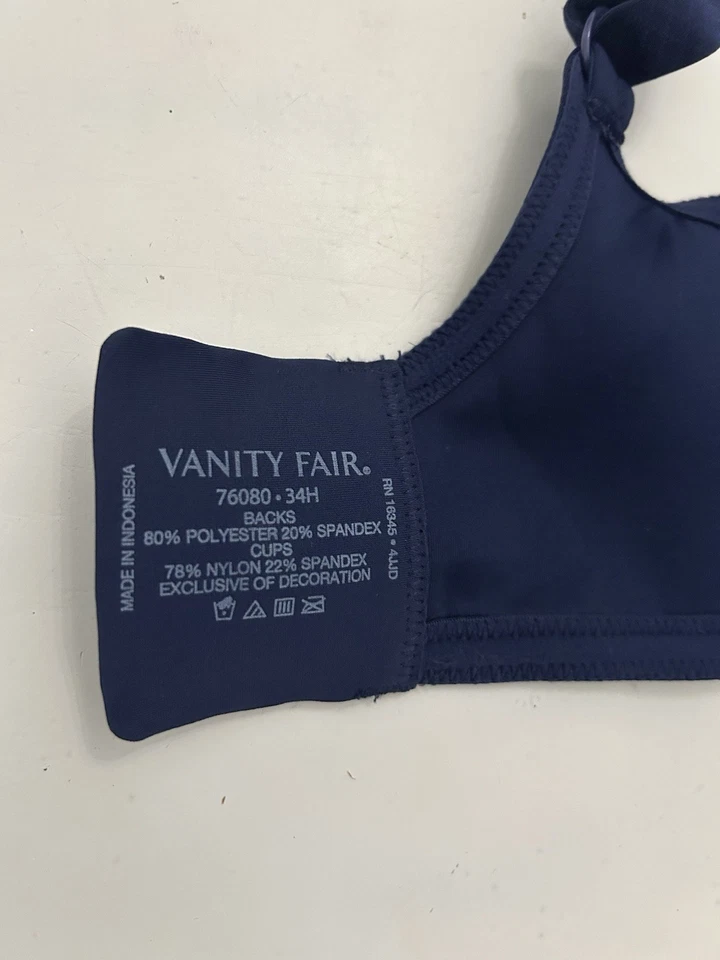 VANITY FAIR®
76080 • 34H
BACKS
80% POLYESTER 20% SPANDEX
CUPS
78% NYLON 22% SPANDEX
EXCLUSIVE OF DECORATION
MADE IN INDONESIA
RN 16345 • 4JJ/D